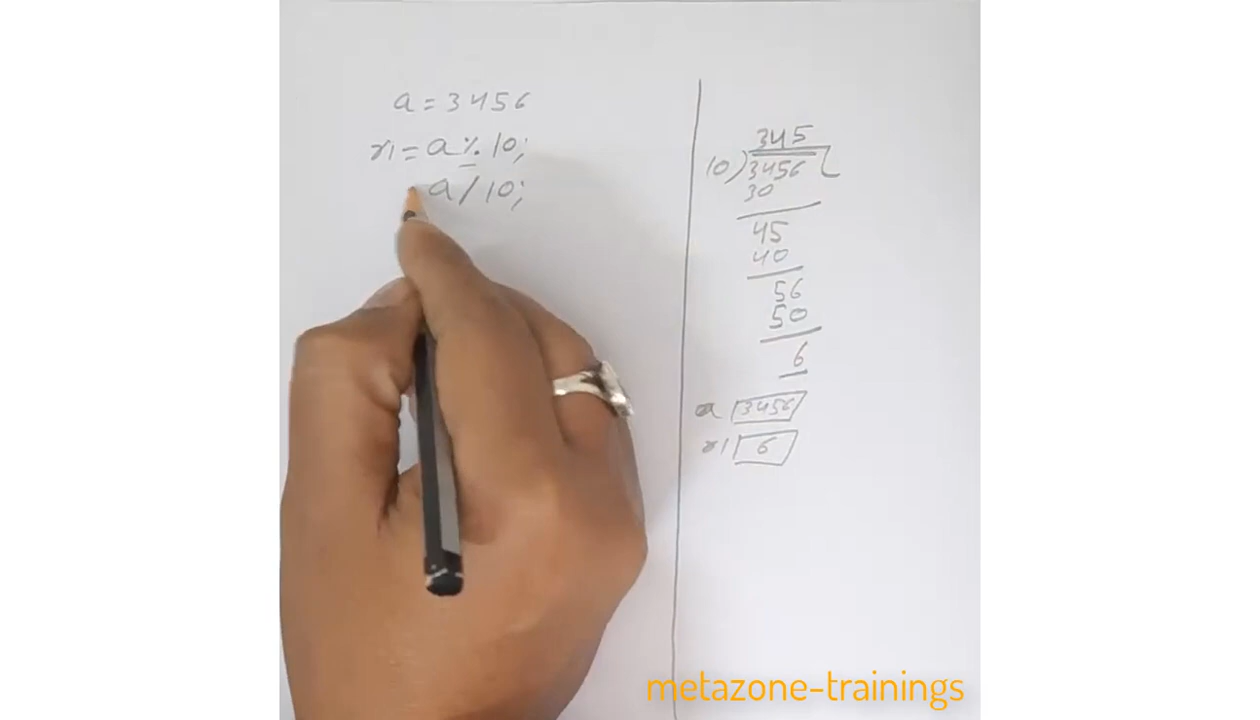 a = 3456
r1 = a % 10;
a / 10;
345
10) 3456 (
30
45
40
56
50
6
a 3456
r1 6
metazone-trainings